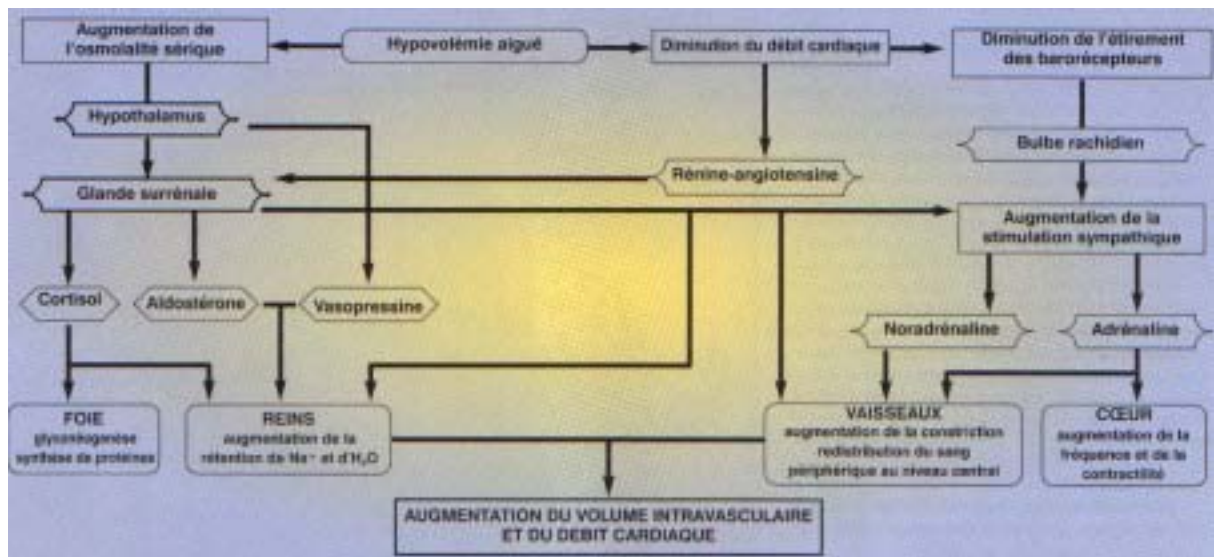 Augmentation de
l'osmolalité sérique
Hypovolémie aiguë
Diminution du débit cardiaque
Diminution de l'étirement
des barorécepteurs
Hypothalamus
Bulbe rachidien
Glande surrénale
Rénine-angiotensine
Augmentation de la
stimulation sympathique
Cortisol
Aldostérone
Vasopressine
Noradrénaline
Adrénaline
FOIE
glyconéogenèse
synthèse de protéines
REINS
augmentation de la
rétention de Na+ et d'H₂O
VAISSEAUX
augmentation de la constriction
redistribution du sang
périphérique au niveau central
CŒUR
augmentation de la
fréquence et de la
contractilité
AUGMENTATION DU VOLUME INTRAVASCULAIRE
ET DU DEBIT CARDIAQUE